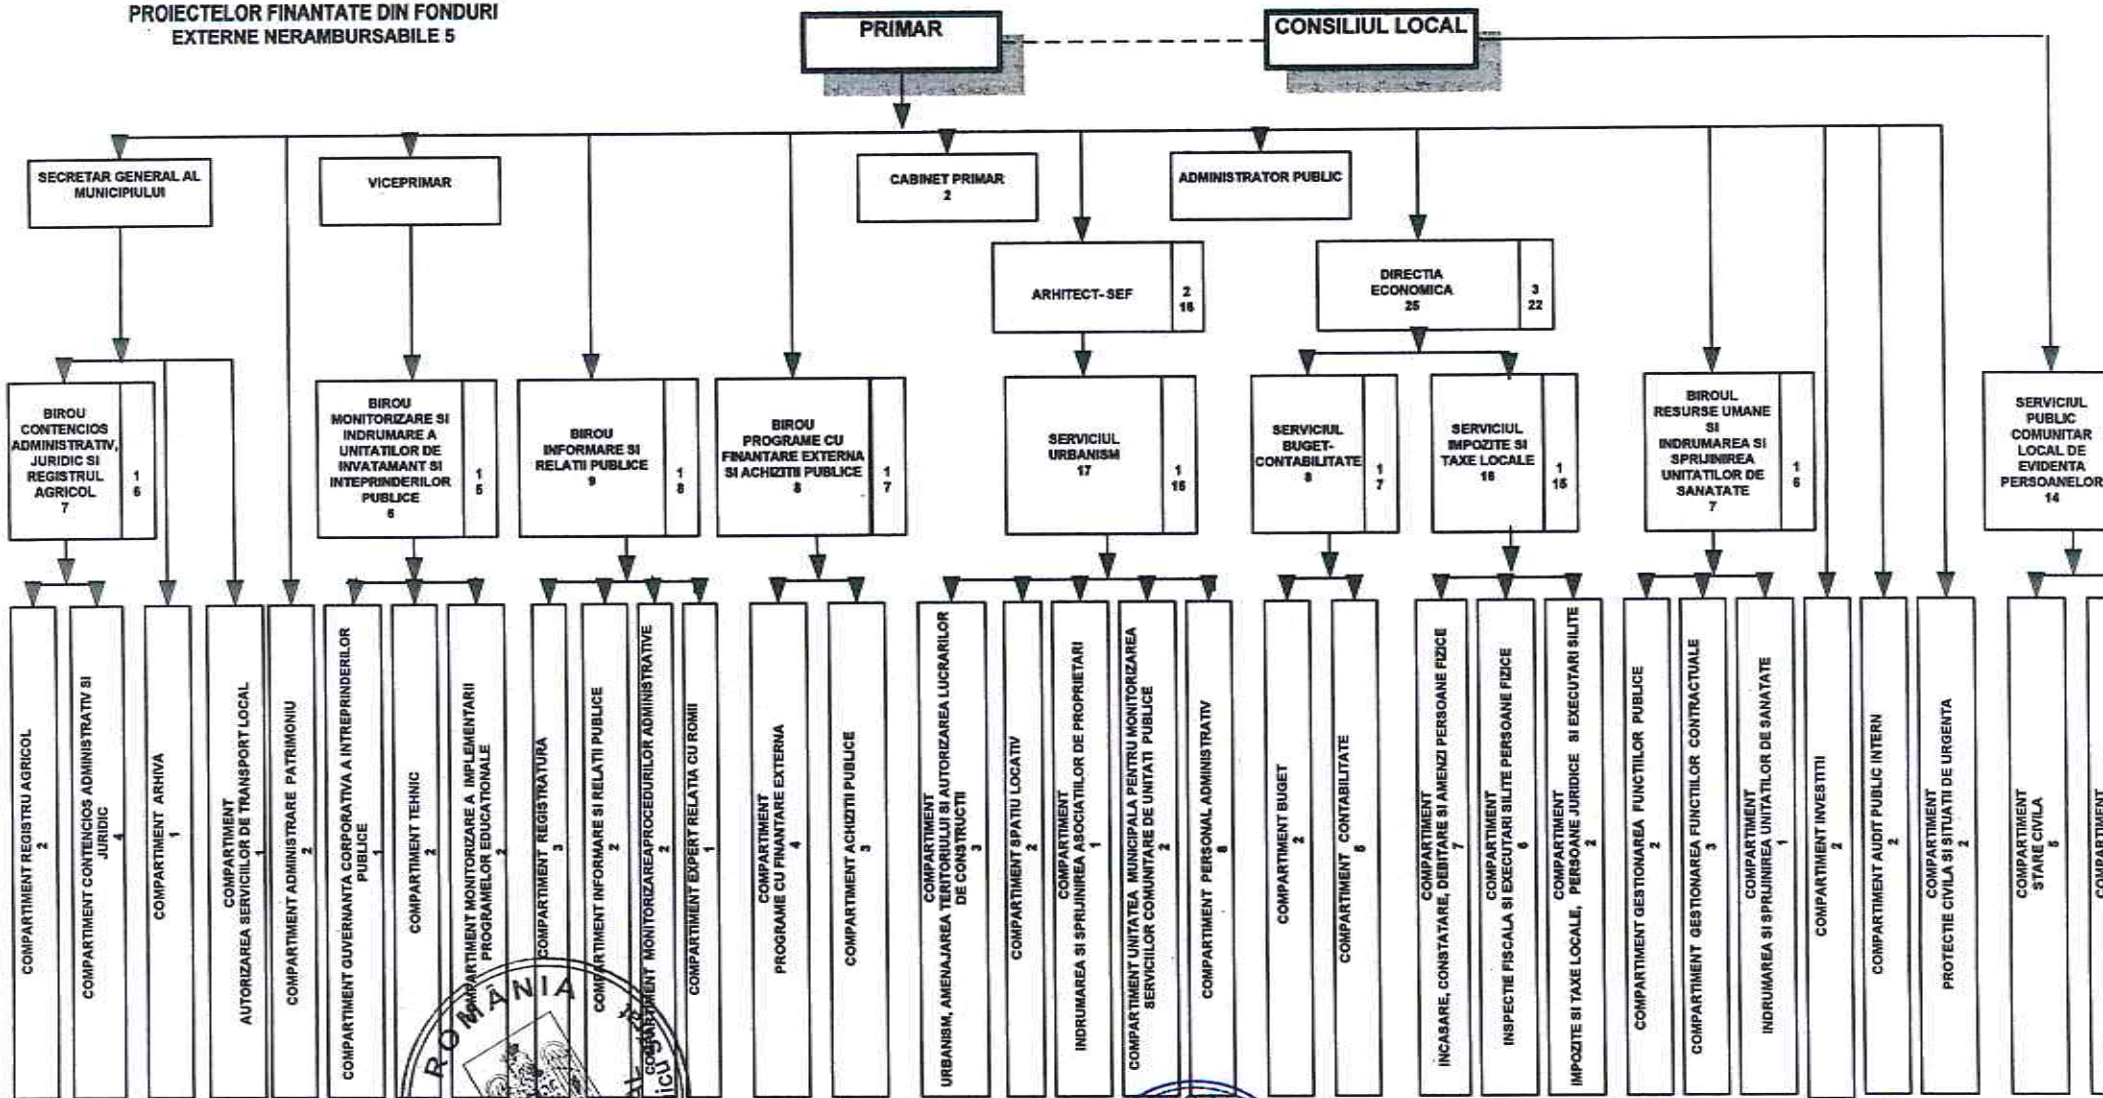 PROIECTELOR FINANTATE DIN FONDURI
EXTERNE NERAMBURSABILE 5
PRIMAR
CONSILIUL LOCAL
SECRETAR GENERAL AL
MUNICIPIULUI
VICEPRIMAR
CABINET PRIMAR
2
ADMINISTRATOR PUBLIC
ARHITECT- SEF
2
16
DIRECTIA
ECONOMICA
25
3
22
BIROU
CONTENCIOS
ADMINISTRATIV,
JURIDIC SI
REGISTRUL
AGRICOL
7
1
6
BIROU
MONITORIZARE SI
INDRUMARE A
UNITATILOR DE
INVATAMANT SI
INTEPRINDERILOR
PUBLICE
6
1
5
BIROU
INFORMARE SI
RELATII PUBLICE
9
1
8
BIROU
PROGRAME CU
FINANTARE EXTERNA
SI ACHIZITII PUBLICE
8
1
7
SERVICIUL
URBANISM
17
1
16
SERVICIUL
BUGET-
CONTABILITATE
8
1
7
SERVICIUL
IMPOZITE SI
TAXE LOCALE
16
1
15
BIROUL
RESURSE UMANE
SI
INDRUMAREA SI
SPRIJINIREA
UNITATILOR DE
SANATATE
7
1
6
SERVICIUL
PUBLIC
COMUNITAR
LOCAL DE
EVIDENTA
PERSOANELOR
14
COMPARTIMENT REGISTRU AGRICOL
2
COMPARTIMENT CONTENCIOS ADMINISTRATIV SI
JURIDIC
4
COMPARTIMENT ARHIVA
1
COMPARTIMENT
AUTORIZAREA SERVICIILOR DE TRANSPORT LOCAL
1
COMPARTIMENT ADMINISTRARE PATRIMONIU
2
COMPARTIMENT GUVERNANTA CORPORATIVA A INTREPRINDERILOR
PUBLICE
1
COMPARTIMENT TEHNIC
2
COMPARTIMENT MONITORIZARE A IMPLEMENTARII
PROGRAMELOR EDUCATIONALE
2
COMPARTIMENT REGISTRATURA
3
COMPARTIMENT INFORMARE SI RELATII PUBLICE
2
COMPARTIMENT MONITORIZAREAPROCEDURILOR ADMINISTRATIVE
2
COMPARTIMENT EXPERT RELATIA CU ROMII
1
COMPARTIMENT
PROGRAME CU FINANTARE EXTERNA
4
COMPARTIMENT ACHIZITII PUBLICE
3
COMPARTIMENT
URBANISM, AMENAJAREA TERITORIULUI SI AUTORIZAREA LUCRARILOR
DE CONSTRUCTII
3
COMPARTIMENT SPATIU LOCATIV
2
COMPARTIMENT
INDRUMAREA SI SPRIJINIREA ASOCIATIILOR DE PROPRIETARI
1
COMPARTIMENT UNITATEA MUNICIPALA PENTRU MONITORIZAREA
SERVICIILOR COMUNITARE DE UNITATI PUBLICE
2
COMPARTIMENT PERSONAL ADMINISTRATIV
8
COMPARTIMENT BUGET
2
COMPARTIMENT CONTABILITATE
5
COMPARTIMENT
INCASARE, CONSTATARE, DEBITARE SI AMENZI PERSOANE FIZICE
7
COMPARTIMENT
INSPECTIE FISCALA SI EXECUTARI SILITE PERSOANE FIZICE
6
COMPARTIMENT
IMPOZITE SI TAXE LOCALE, PERSOANE JURIDICE SI EXECUTARI SILITE
2
COMPARTIMENT GESTIONAREA FUNCTIILOR PUBLICE
2
COMPARTIMENT GESTIONAREA FUNCTIILOR CONTRACTUALE
3
COMPARTIMENT
INDRUMAREA SI SPRIJINIREA UNITATILOR DE SANATATE
1
COMPARTIMENT INVESTITII
2
COMPARTIMENT AUDIT PUBLIC INTERN
2
COMPARTIMENT
PROTECTIE CIVILA SI SITUATII DE URGENTA
2
COMPARTIMENT
STARE CIVILA
5
COMPARTIMENT
ROMÂNIA